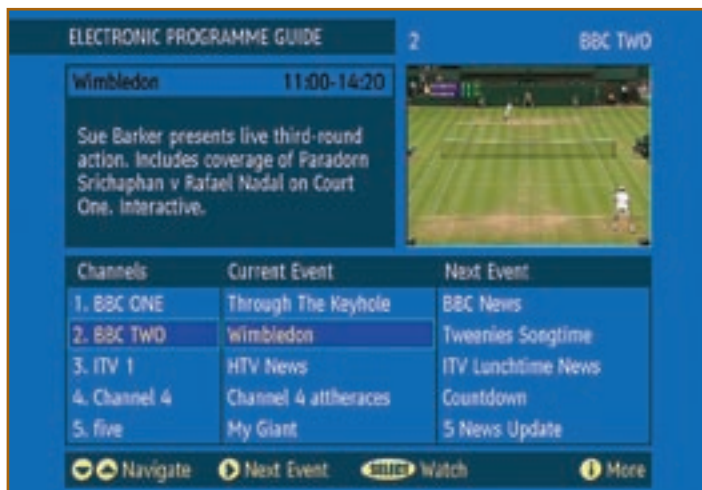 ELECTRONIC PROGRAMME GUIDE
2 BBC TWO
Wimbledon 11:00-14:20
Sue Barker presents live third-round
action. Includes coverage of Paradorn
Srichaphan v Rafael Nadal on Court
One. Interactive.
Channels Current Event Next Event
1. BBC ONE Through The Keyhole BBC News
2. BBC TWO Wimbledon Tweenies Songtime
3. ITV 1 HTV News ITV Lunchtime News
4. Channel 4 Channel 4 attheraces Countdown
5. five My Giant 5 News Update
Navigate Next Event SELECT Watch i More